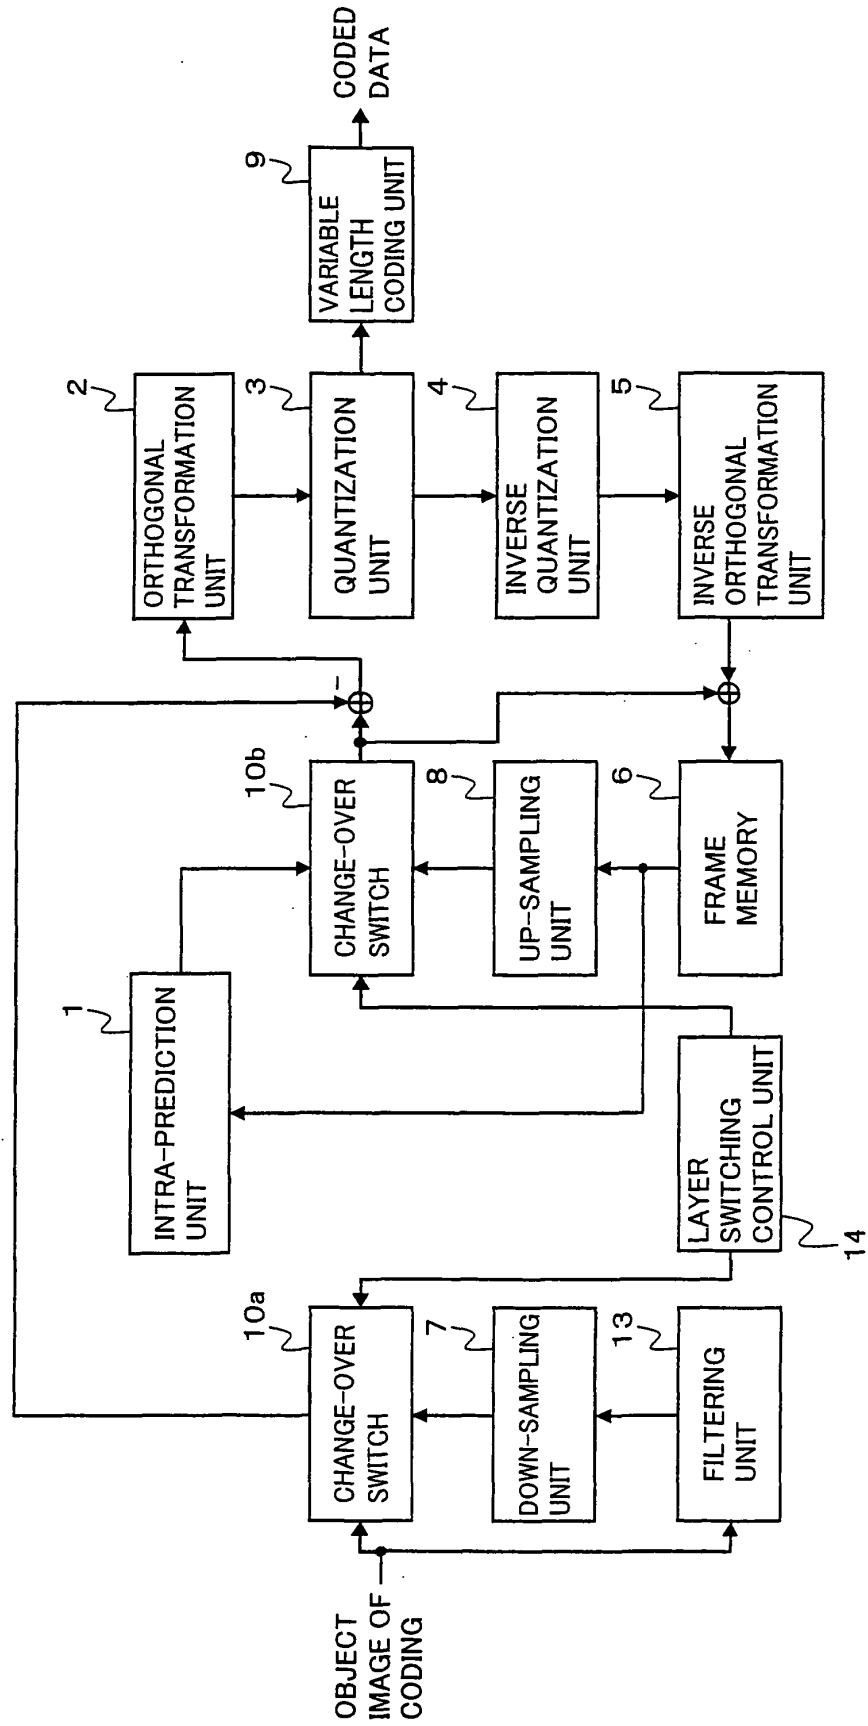 OBJECT
IMAGE OF
CODING
10a
CHANGE-OVER
SWITCH
7
DOWN-SAMPLING
UNIT
13
FILTERING
UNIT
1
INTRA-PREDICTION
UNIT
LAYER
SWITCHING
CONTROL UNIT
14
10b
CHANGE-OVER
SWITCH
8
UP-SAMPLING
UNIT
6
FRAME
MEMORY
−
2
ORTHOGONAL
TRANSFORMATION
UNIT
3
QUANTIZATION
UNIT
4
INVERSE
QUANTIZATION
UNIT
5
INVERSE
ORTHOGONAL
TRANSFORMATION
UNIT
9
VARIABLE
LENGTH
CODING UNIT
CODED
DATA